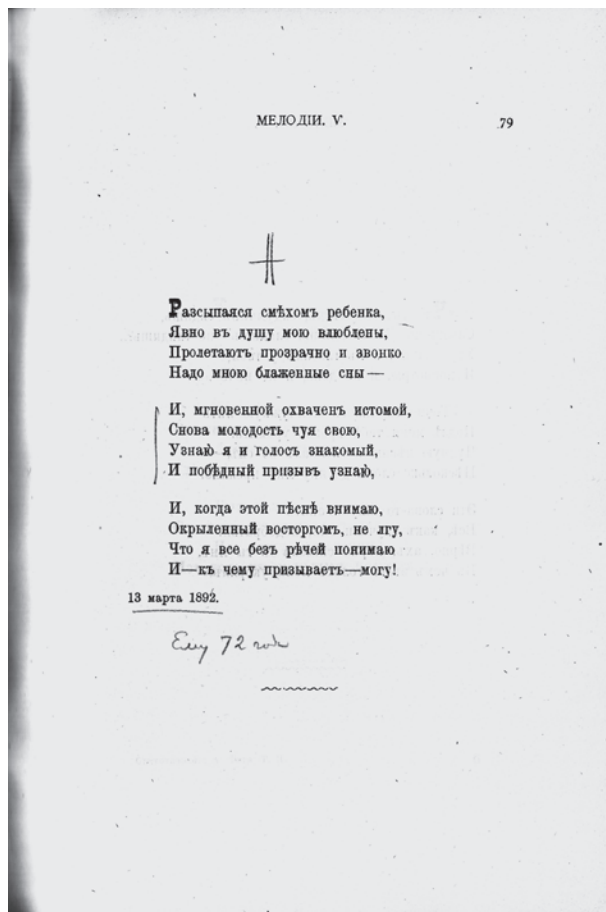 МЕЛОДІИ. V.
79
Разсыпаяся смѣхомъ ребенка,
Явно въ душу мою влюблены,
Пролетаютъ прозрачно и звонко
Надо мною блаженные сны—
И, мгновенной охваченъ истомой,
Снова молодость чуя свою,
Узнаю я и голосъ знакомый,
И побѣдный призывъ узнаю,
И, когда этой пѣснѣ внимаю,
Окрыленный восторгомъ, не лгу,
Что я все безъ рѣчей понимаю
И—къ чему призываетъ—могу!
13 марта 1892.
Ему 72 года